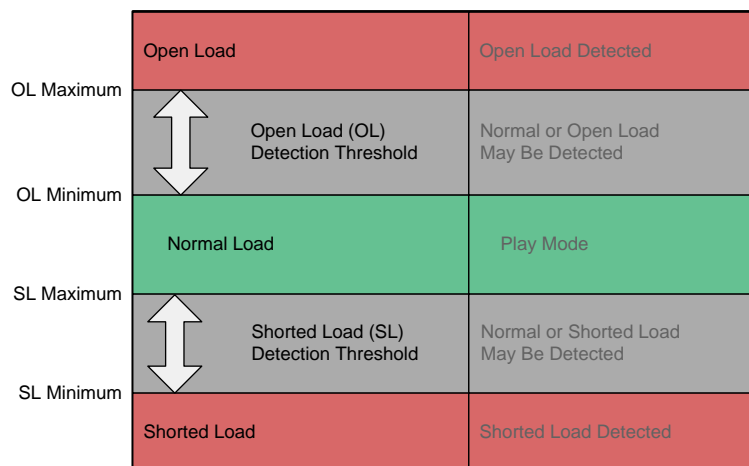 Open Load
Open Load Detected
OL Maximum
Open Load (OL)
Detection Threshold
Normal or Open Load
May Be Detected
OL Minimum
Normal Load
Play Mode
SL Maximum
Shorted Load (SL)
Detection Threshold
Normal or Shorted Load
May Be Detected
SL Minimum
Shorted Load
Shorted Load Detected